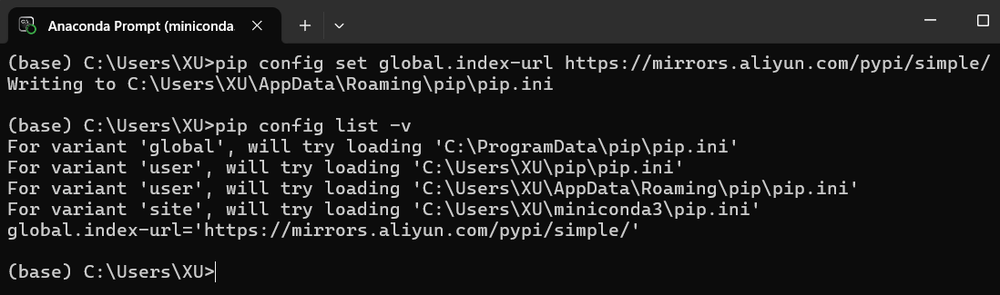 Anaconda Prompt (miniconda
(base) C:\Users\XU>pip config set global.index-url https://mirrors.aliyun.com/pypi/simple/
Writing to C:\Users\XU\AppData\Roaming\pip\pip.ini
(base) C:\Users\XU>pip config list -v
For variant 'global', will try loading 'C:\ProgramData\pip\pip.ini'
For variant 'user', will try loading 'C:\Users\XU\pip\pip.ini'
For variant 'user', will try loading 'C:\Users\XU\AppData\Roaming\pip\pip.ini'
For variant 'site', will try loading 'C:\Users\XU\miniconda3\pip.ini'
global.index-url='https://mirrors.aliyun.com/pypi/simple/'
(base) C:\Users\XU>